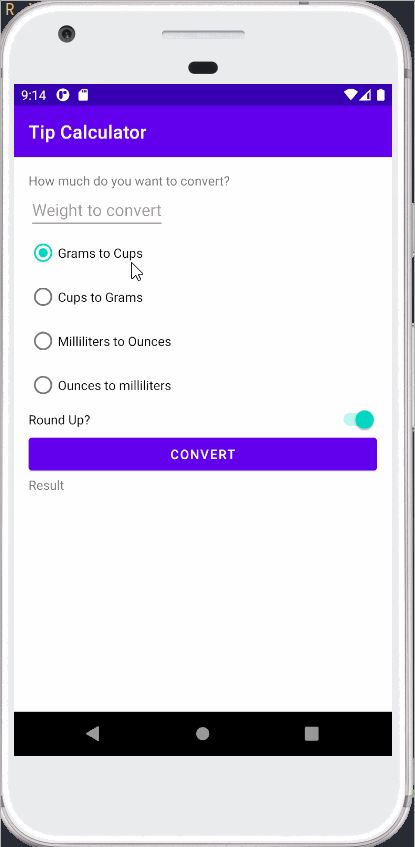 R
9:14
Tip Calculator
How much do you want to convert?
Weight to convert
Grams to Cups
Cups to Grams
Milliliters to Ounces
Ounces to milliliters
Round Up?
CONVERT
Result